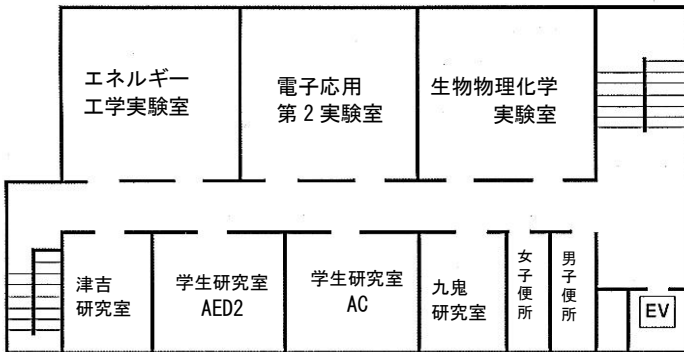 エネルギー
工学実験室
電子応用
第2実験室
生物物理化学
実験室
津吉
研究室
学生研究室
AED2
学生研究室
AC
九鬼
研究室
女子便所
男子便所
EV